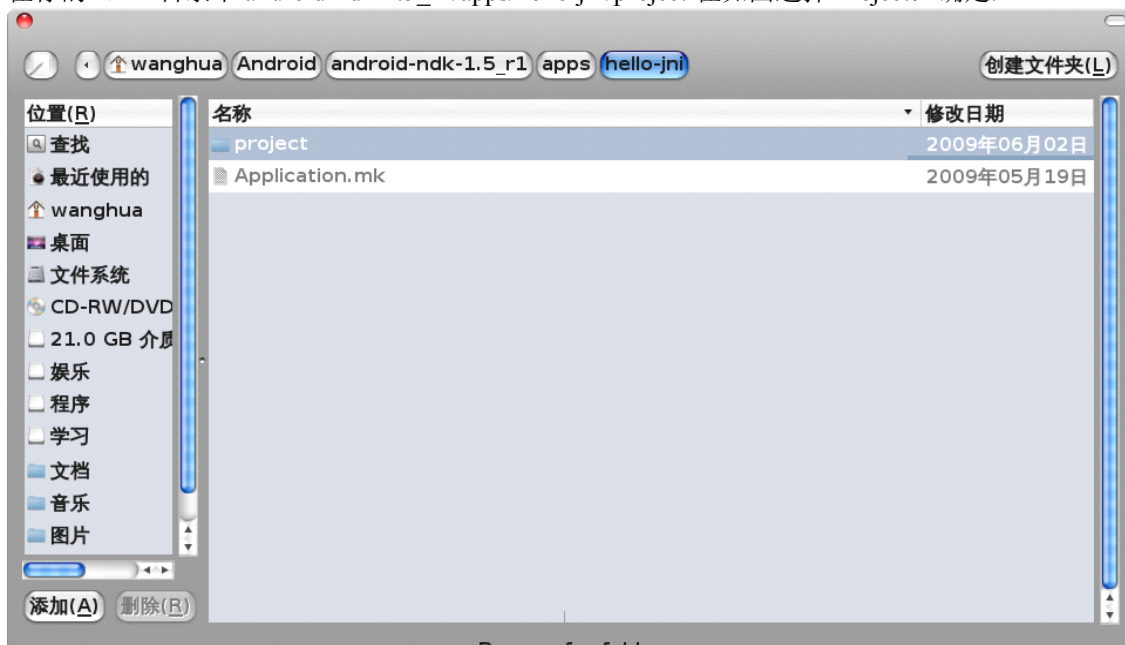 wanghua Android android-ndk-1.5_r1 apps hello-jni 创建文件夹(L)
位置(R) 名称 修改日期
查找 project 2009年06月02日
最近使用的 Application.mk 2009年05月19日
wanghua
桌面
文件系统
CD-RW/DVD
21.0 GB 介质
娱乐
程序
学习
文档
音乐
图片
添加(A) 删除(R)